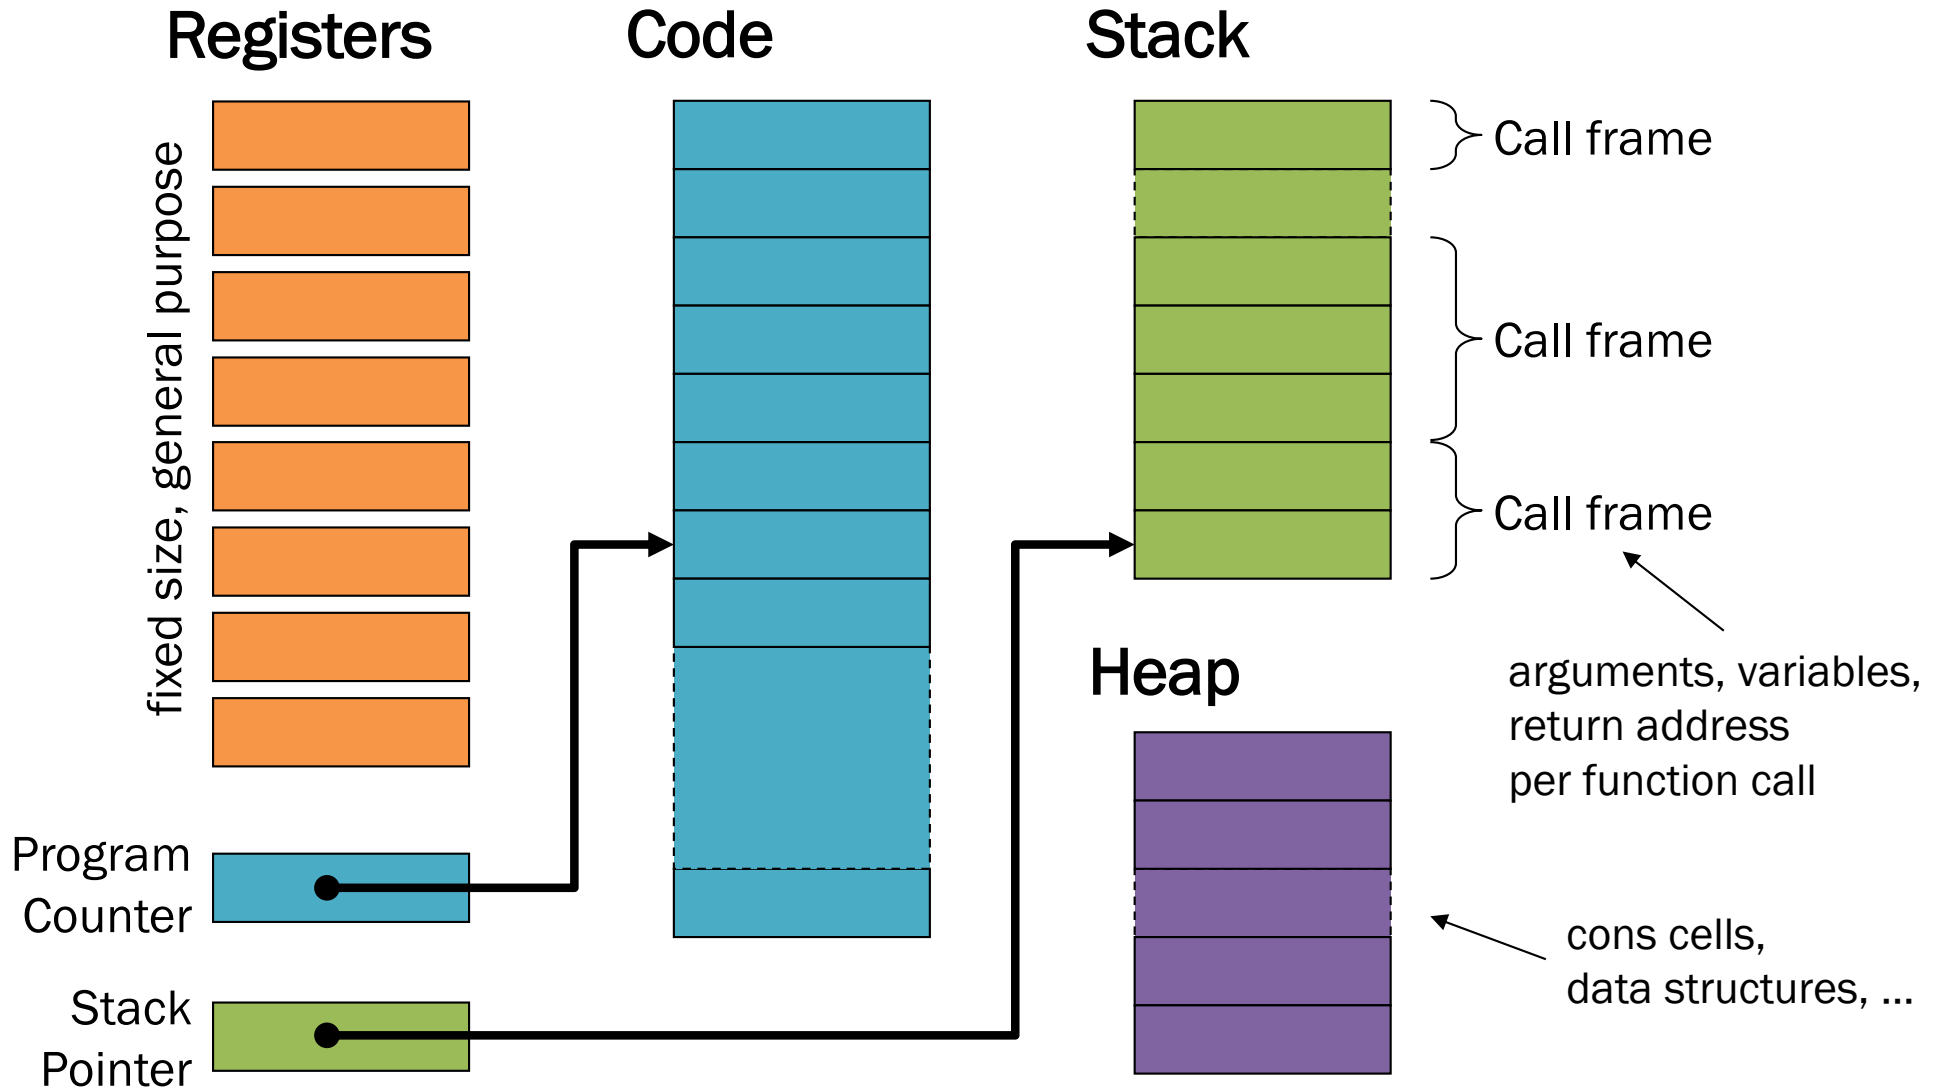 Registers
Code
Stack
fixed size, general purpose
Call frame
Call frame
Call frame
arguments, variables,
return address
per function call
Heap
cons cells,
data structures, ...
Program
Counter
Stack
Pointer